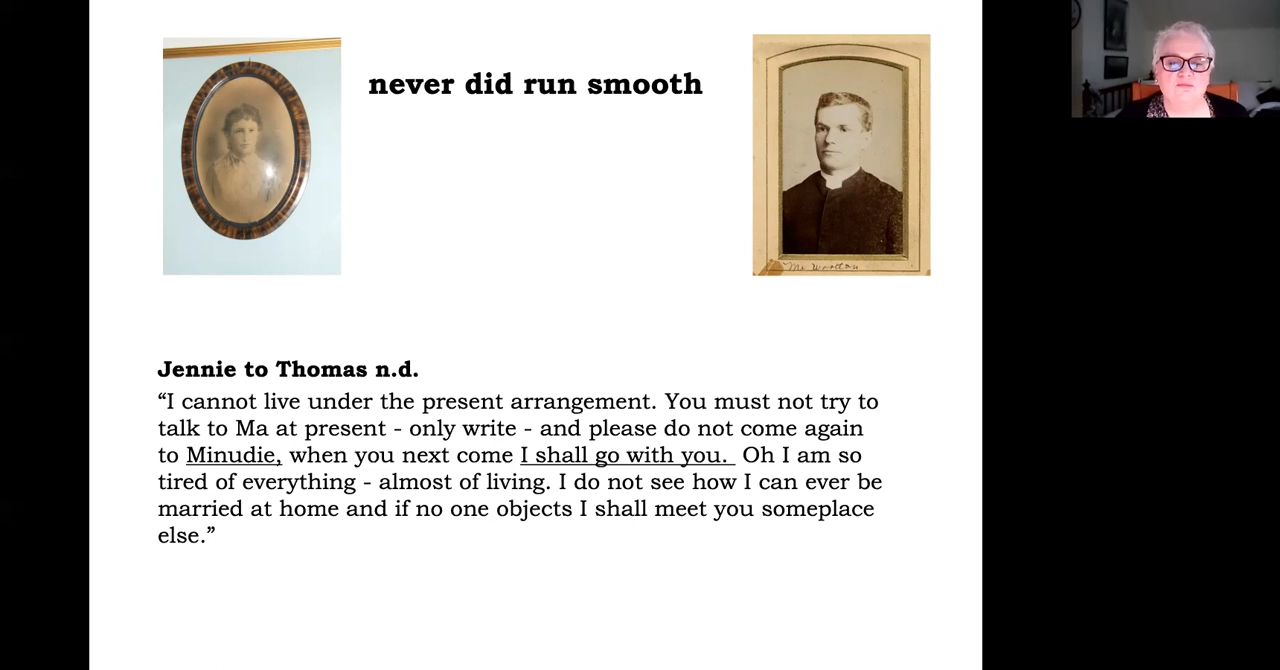 never did run smooth
Mr Wootton
Jennie to Thomas n.d.
“I cannot live under the present arrangement. You must not try to
talk to Ma at present - only write - and please do not come again
to Minudie, when you next come I shall go with you. Oh I am so
tired of everything - almost of living. I do not see how I can ever be
married at home and if no one objects I shall meet you someplace
else.”